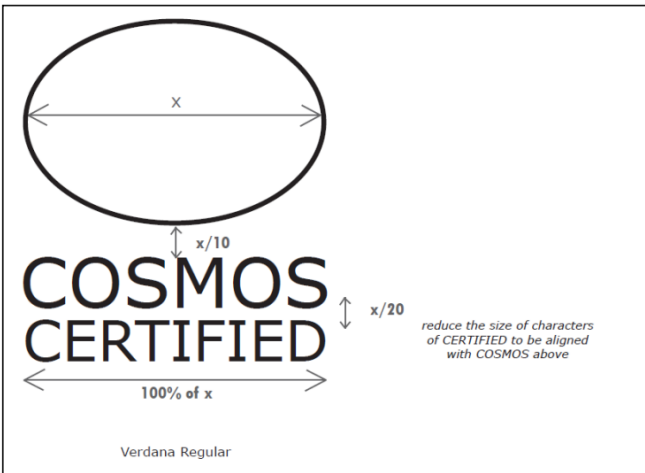 x
x/10
COSMOS
x/20
CERTIFIED
reduce the size of characters
of CERTIFIED to be aligned
with COSMOS above
100% of x
Verdana Regular